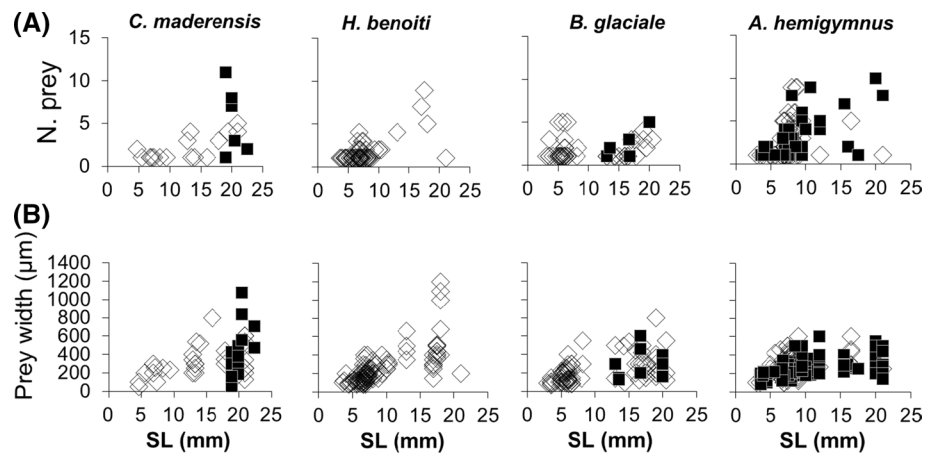 (A) C. maderensis H. benoiti B. glaciale A. hemigymnus
N. prey
15
10
5
0
0 5 10 15 20 25 0 5 10 15 20 25 0 5 10 15 20 25 0 5 10 15 20 25
(B)
Prey width (µm)
1400
1200
1000
800
600
400
200
0
0 5 10 15 20 25 0 5 10 15 20 25 0 5 10 15 20 25 0 5 10 15 20 25
SL (mm) SL (mm) SL (mm) SL (mm)